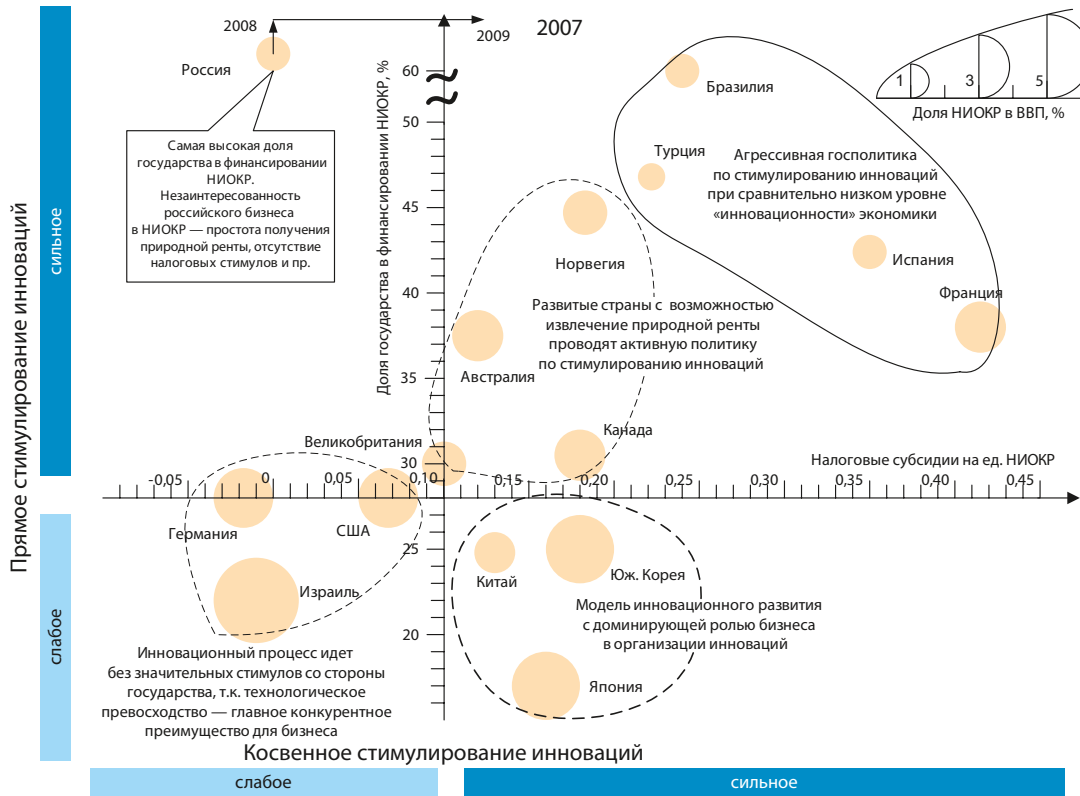 2008
2009
2007
Россия
Самая высокая доля
государства в финансировании
НИОКР.
Незаинтересованность
российского бизнеса
в НИОКР — простота получения
природной ренты, отсутствие
налоговых стимулов и пр.
Прямое стимулирование инноваций
сильное
слабое
Доля государства в финансировании НИОКР, %
60
50
45
40
35
30
25
20
1
3
5
Доля НИОКР в ВВП, %
Бразилия
Турция
Агрессивная госполитика
по стимулированию инноваций
при сравнительно низком уровне
«инновационности» экономики
Испания
Франция
Норвегия
Развитые страны с возможностью
извлечение природной ренты
проводят активную политику
по стимулированию инноваций
Австралия
Канада
Великобритания
Налоговые субсидии на ед. НИОКР
-0,05
0
0,05
0,10
0,15
0,20
0,25
0,30
0,35
0,40
0,45
Германия
США
Израиль
Китай
Юж. Корея
Модель инновационного развития
с доминирующей ролью бизнеса
в организации инноваций
Япония
Инновационный процесс идет
без значительных стимулов со стороны
государства, т.к. технологическое
превосходство — главное конкурентное
преимущество для бизнеса
Косвенное стимулирование инноваций
слабое
сильное